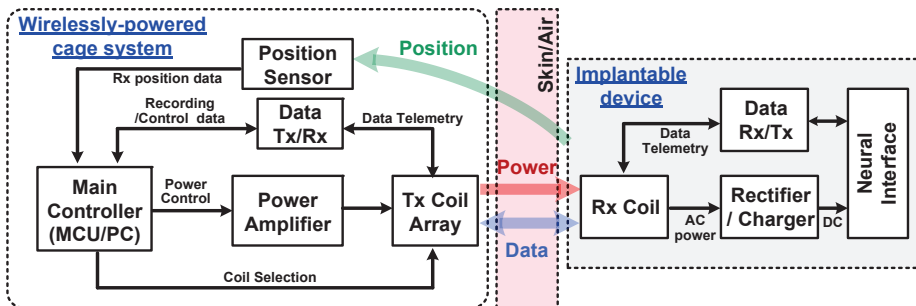 Wirelessly-powered
cage system
Position
Sensor
Rx position data
Recording
/Control data
Data
Tx/Rx
Data Telemetry
Main
Controller
(MCU/PC)
Power
Control
Power
Amplifier
Tx Coil
Array
Coil Selection
Position
Skin/Air
Power
Data
Implantable
device
Data
Rx/Tx
Data
Telemetry
Neural
Interface
Rx Coil
AC
power
Rectifier
/ Charger
DC